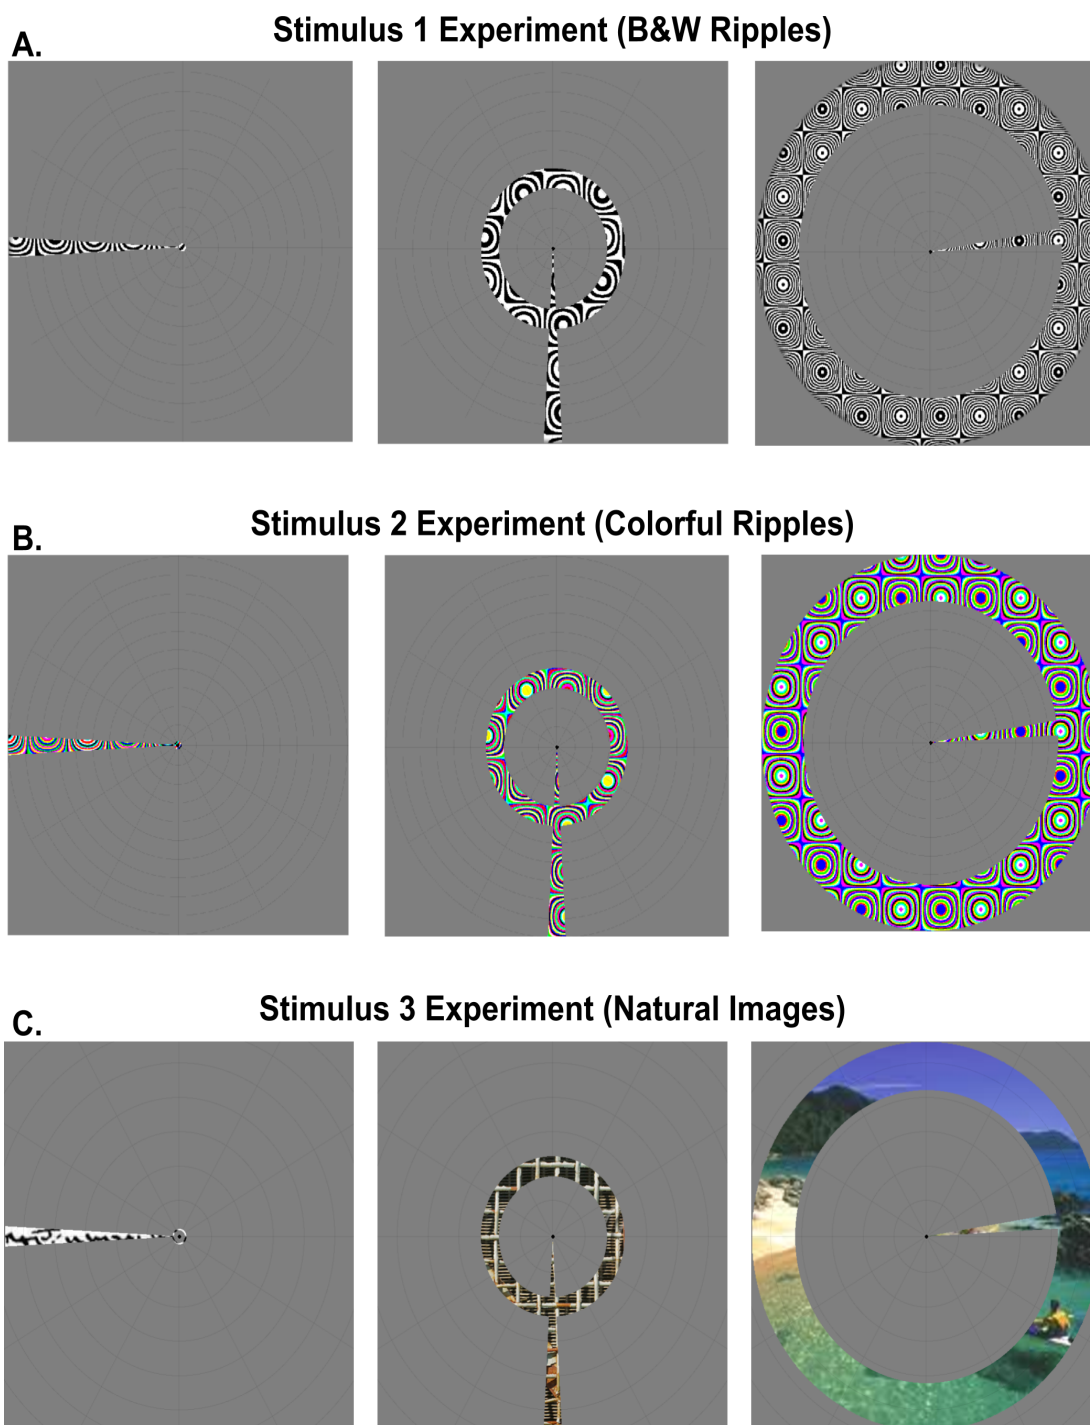 Stimulus 1 Experiment (B&W Ripples)
A.
Stimulus 2 Experiment (Colorful Ripples)
B.
Stimulus 3 Experiment (Natural Images)
C.